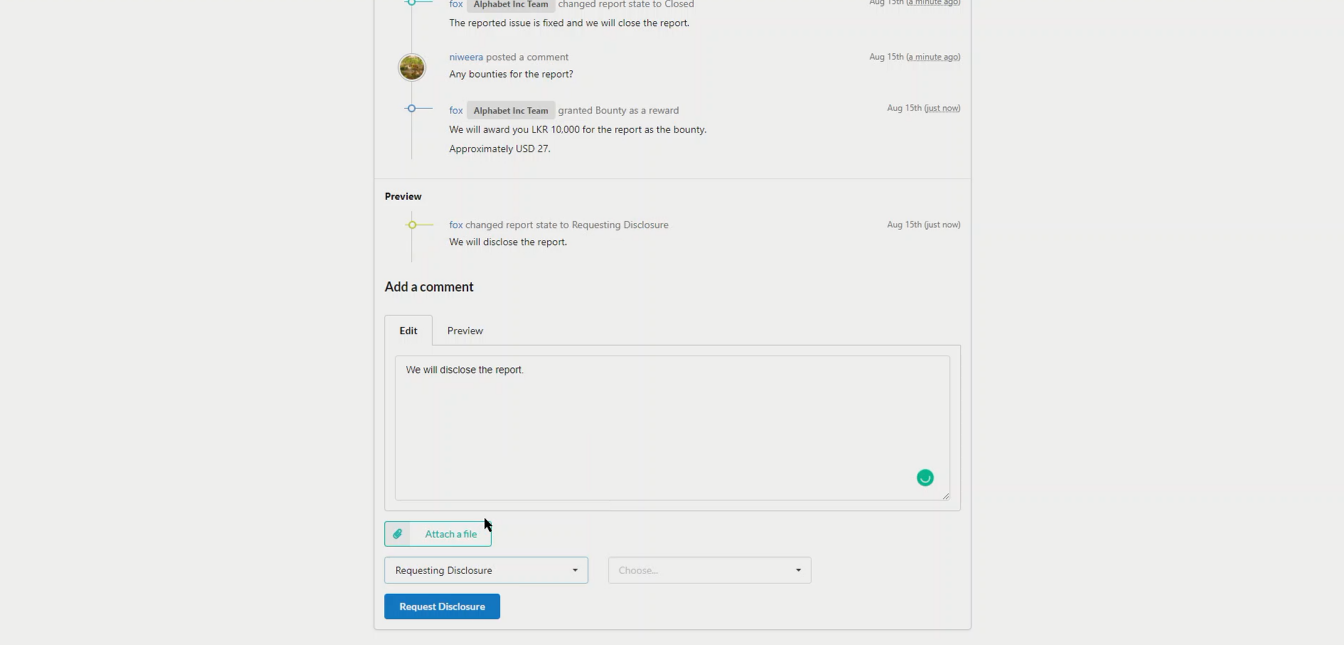 fox Alphabet Inc Team changed report state to Closed Aug 15th (a minute ago)
The reported issue is fixed and we will close the report.
niweera posted a comment Aug 15th (a minute ago)
Any bounties for the report?
fox Alphabet Inc Team granted Bounty as a reward Aug 15th (just now)
We will award you LKR 10,000 for the report as the bounty.
Approximately USD 27.
Preview
fox changed report state to Requesting Disclosure Aug 15th (just now)
We will disclose the report.
Add a comment
Edit Preview
We will disclose the report.
Attach a file
Requesting Disclosure Choose...
Request Disclosure